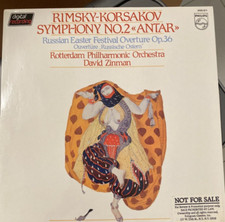 digital
RIMSKY-KORSAKOV
SYMPHONY NO.2 «ANTAR»
Russian Easter Festival Overture Op.36
Ouvertüre „Russische Ostern”
Rotterdam Philharmonic Orchestra
David Zinman
PHILIPS
NOT FOR SALE